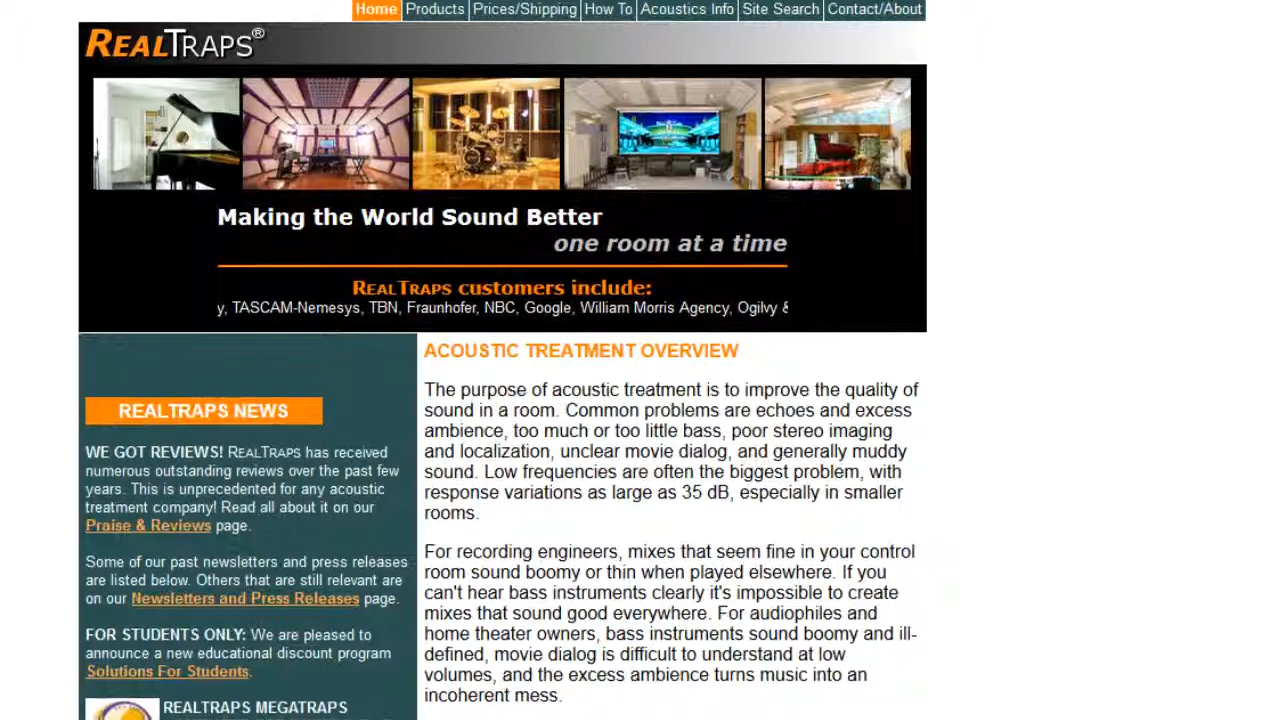 Home Products Prices/Shipping How To Acoustics Info Site Search Contact/About
REALTRAPS®
Making the World Sound Better
one room at a time
REALTRAPS customers include:
y, TASCAM-Nemesys, TBN, Fraunhofer, NBC, Google, William Morris Agency, Ogilvy &
REALTRAPS NEWS
WE GOT REVIEWS! REALTRAPS has received
numerous outstanding reviews over the past few
years. This is unprecedented for any acoustic
treatment company! Read all about it on our
Praise & Reviews page.
Some of our past newsletters and press releases
are listed below. Others that are still relevant are
on our Newsletters and Press Releases page.
FOR STUDENTS ONLY: We are pleased to
announce a new educational discount program
Solutions For Students.
REALTRAPS MEGATRAPS
ACOUSTIC TREATMENT OVERVIEW
The purpose of acoustic treatment is to improve the quality of
sound in a room. Common problems are echoes and excess
ambience, too much or too little bass, poor stereo imaging
and localization, unclear movie dialog, and generally muddy
sound. Low frequencies are often the biggest problem, with
response variations as large as 35 dB, especially in smaller
rooms.
For recording engineers, mixes that seem fine in your control
room sound boomy or thin when played elsewhere. If you
can't hear bass instruments clearly it's impossible to create
mixes that sound good everywhere. For audiophiles and
home theater owners, bass instruments sound boomy and ill-
defined, movie dialog is difficult to understand at low
volumes, and the excess ambience turns music into an
incoherent mess.